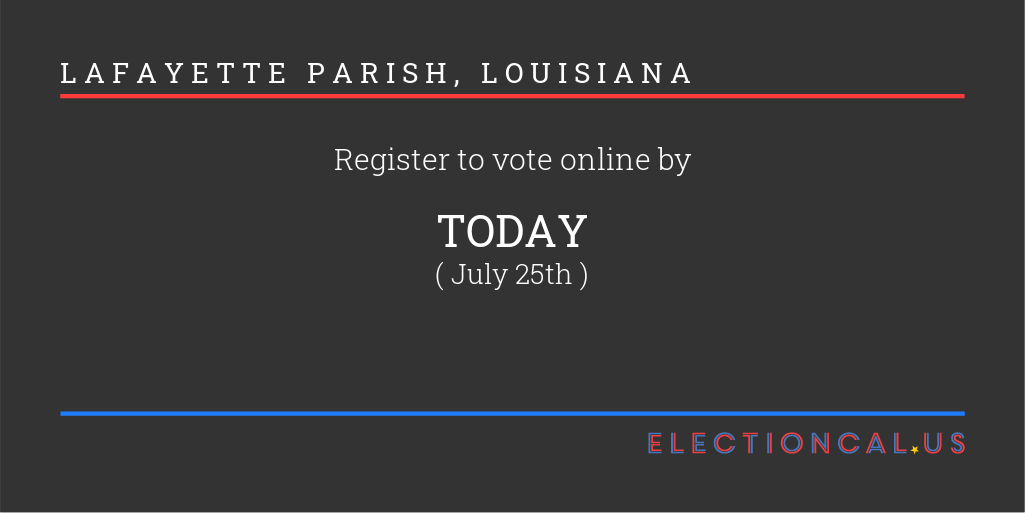 LAFAYETTE PARISH, LOUISIANA
Register to vote online by
TODAY
( July 25th )
ELECTIONCAL.US